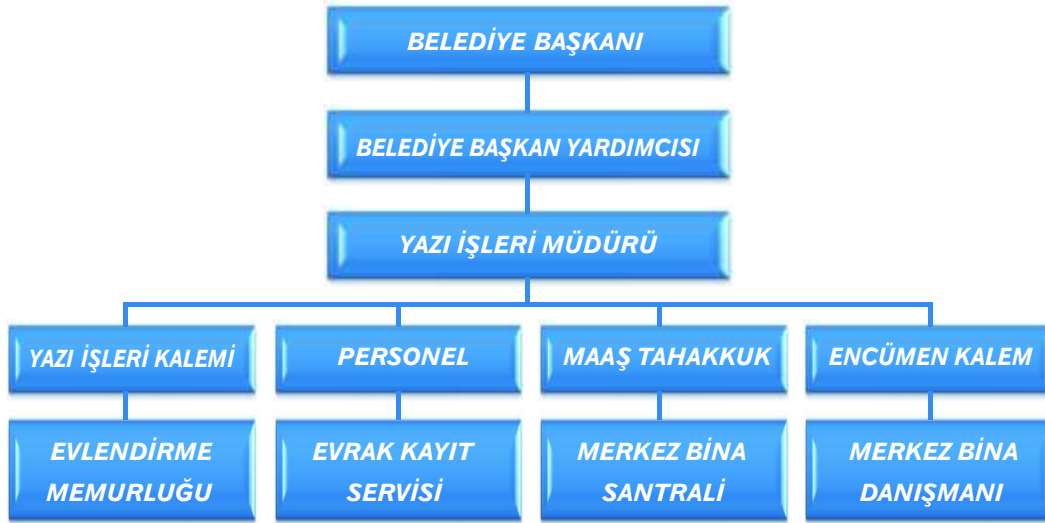 BELEDİYE BAŞKANI
BELEDİYE BAŞKAN YARDIMCISI
YAZI İŞLERİ MÜDÜRÜ
YAZI İŞLERİ KALEMİ
PERSONEL
MAAŞ TAHAKKUK
ENCÜMEN KALEM
EVLENDİRME
MEMURLUĞU
EVRAK KAYIT
SERVİSİ
MERKEZ BİNA
SANTRALİ
MERKEZ BİNA
DANIŞMANI